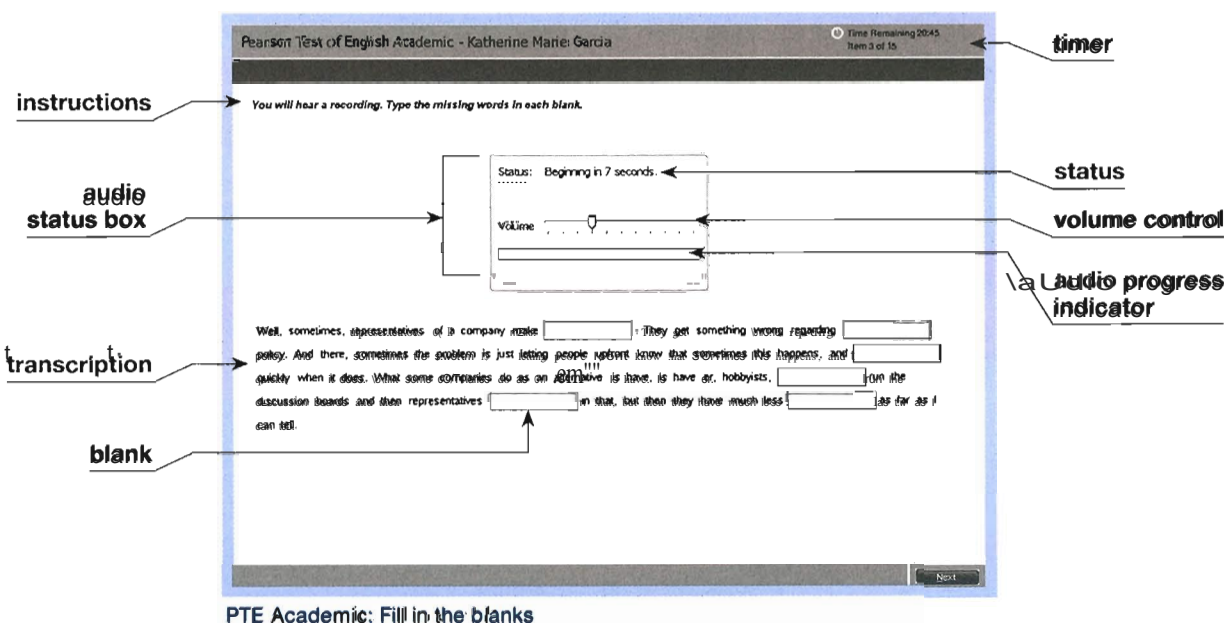 Pearson Test of English Academic - Katherine Marie Garcia
Time Remaining 20:45
Item 3 of 15
timer
instructions
You will hear a recording. Type the missing words in each blank.
audio
status box
Status: Beginning in 7 seconds.
status
Volume
volume control
audio progress
indicator
transcription
Well, sometimes, representatives of a company make . They get something wrong regarding
policy. And there, sometimes the problem is just letting people upfront know that sometimes this happens, and
quickly when it does. What some companies do as an alternative is have, is have er, hobbyists, run the
discussion boards and then representatives in that, but then they have much less as far as I
can tell.
blank
Next
PTE Academic: Fill in the blanks